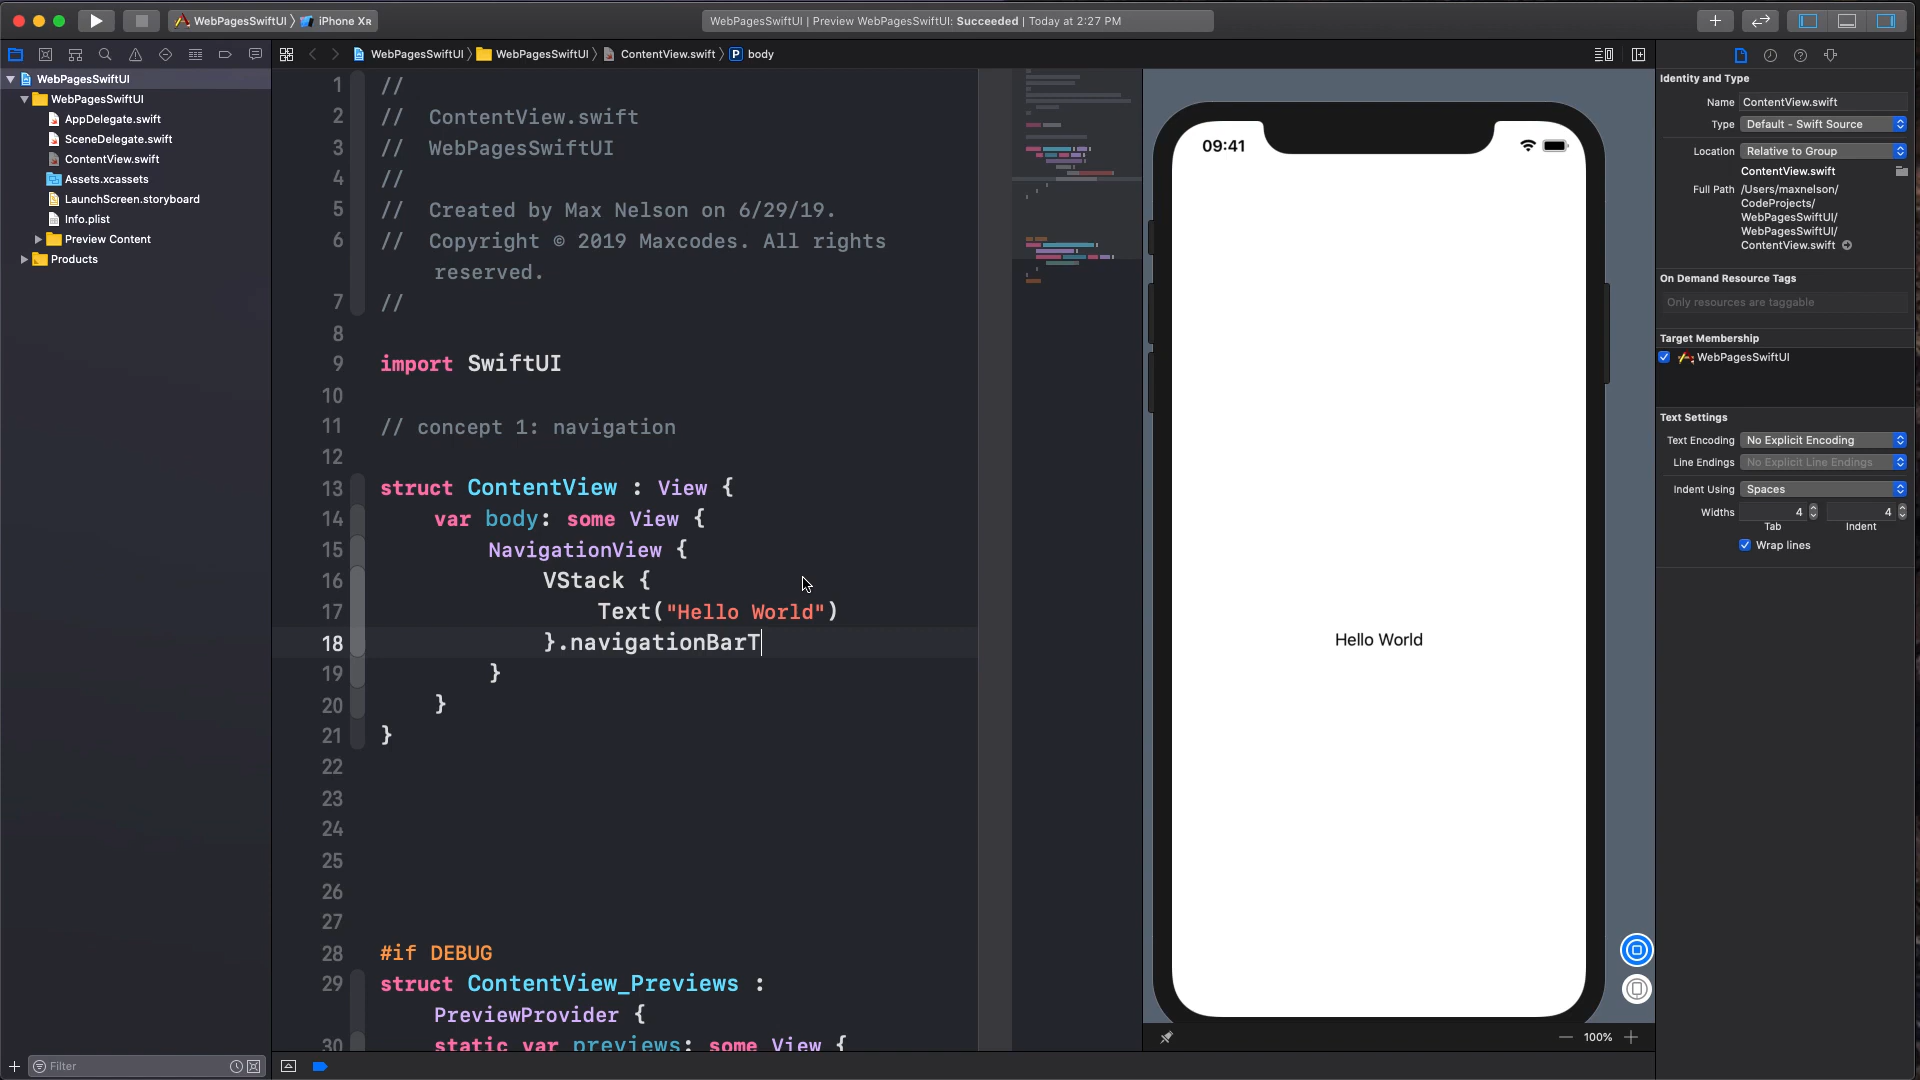 WebPagesSwiftUI
iPhone XR
WebPagesSwiftUI | Preview WebPagesSwiftUI: Succeeded | Today at 2:27 PM
WebPagesSwiftUI
WebPagesSwiftUI
ContentView.swift
P body
WebPagesSwiftUI
WebPagesSwiftUI
AppDelegate.swift
SceneDelegate.swift
ContentView.swift
Assets.xcassets
LaunchScreen.storyboard
Info.plist
Preview Content
Products
Filter
1 //
2 // ContentView.swift
3 // WebPagesSwiftUI
4 //
5 // Created by Max Nelson on 6/29/19.
6 // Copyright © 2019 Maxcodes. All rights
reserved.
7 //
8
9 import SwiftUI
10
11 // concept 1: navigation
12
13 struct ContentView : View {
14 var body: some View {
15 NavigationView {
16 VStack {
17 Text("Hello World")
18 }.navigationBarT
19 }
20 }
21 }
22
23
24
25
26
27
28 #if DEBUG
29 struct ContentView_Previews :
PreviewProvider {
30 static var previews: some View {
09:41
Hello World
100%
Identity and Type
Name ContentView.swift
Type Default - Swift Source
Location Relative to Group
ContentView.swift
Full Path /Users/maxnelson/
CodeProjects/
WebPagesSwiftUI/
WebPagesSwiftUI/
ContentView.swift
On Demand Resource Tags
Only resources are taggable
Target Membership
WebPagesSwiftUI
Text Settings
Text Encoding No Explicit Encoding
Line Endings No Explicit Line Endings
Indent Using Spaces
Widths 4 4
Tab Indent
Wrap lines